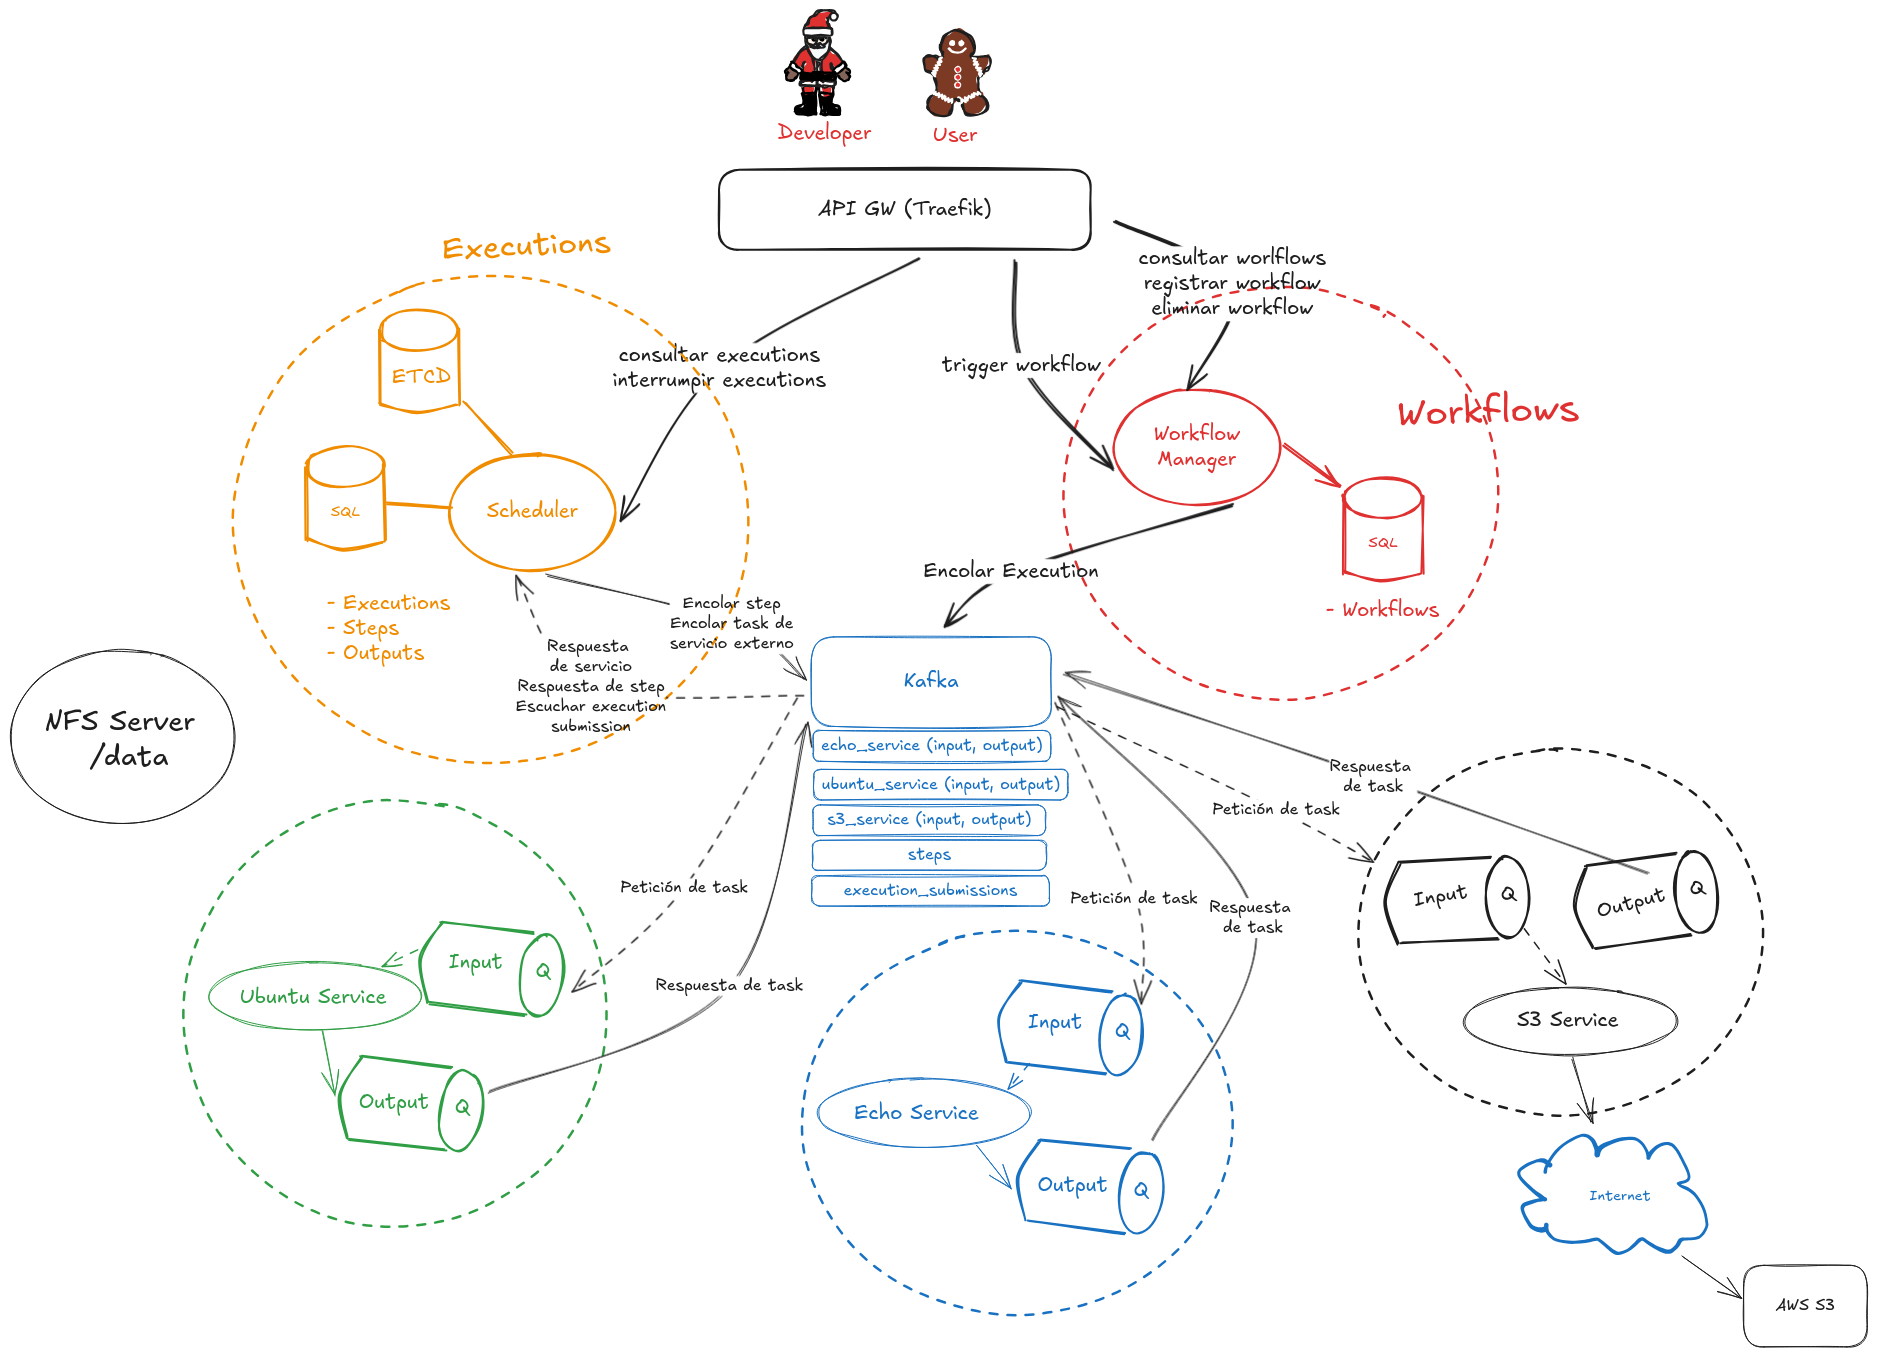 Developer
User
API GW (Traefik)
Executions
consultar worlflows
registrar workflow
eliminar workflow
consultar executions
interrumpir executions
trigger workflow
ETCD
Workflows
Workflow
Manager
SQL
Scheduler
SQL
Encolar Execution
- Workflows
- Executions
- Steps
- Outputs
Encolar step
Encolar task de
servicio externo
Respuesta
de servicio
Respuesta de step
Escuchar execution
submission
NFS Server
/data
Kafka
echo_service (input, output)
ubuntu_service (input, output)
s3_service (input, output)
steps
execution_submissions
Respuesta
de task
Petición de task
Petición de task
Petición de task
Respuesta
de task
Respuesta de task
Input
Q
Ubuntu Service
Output
Q
Input
Q
Echo Service
Output
Q
Input
Q
Output
Q
S3 Service
Internet
AWS S3